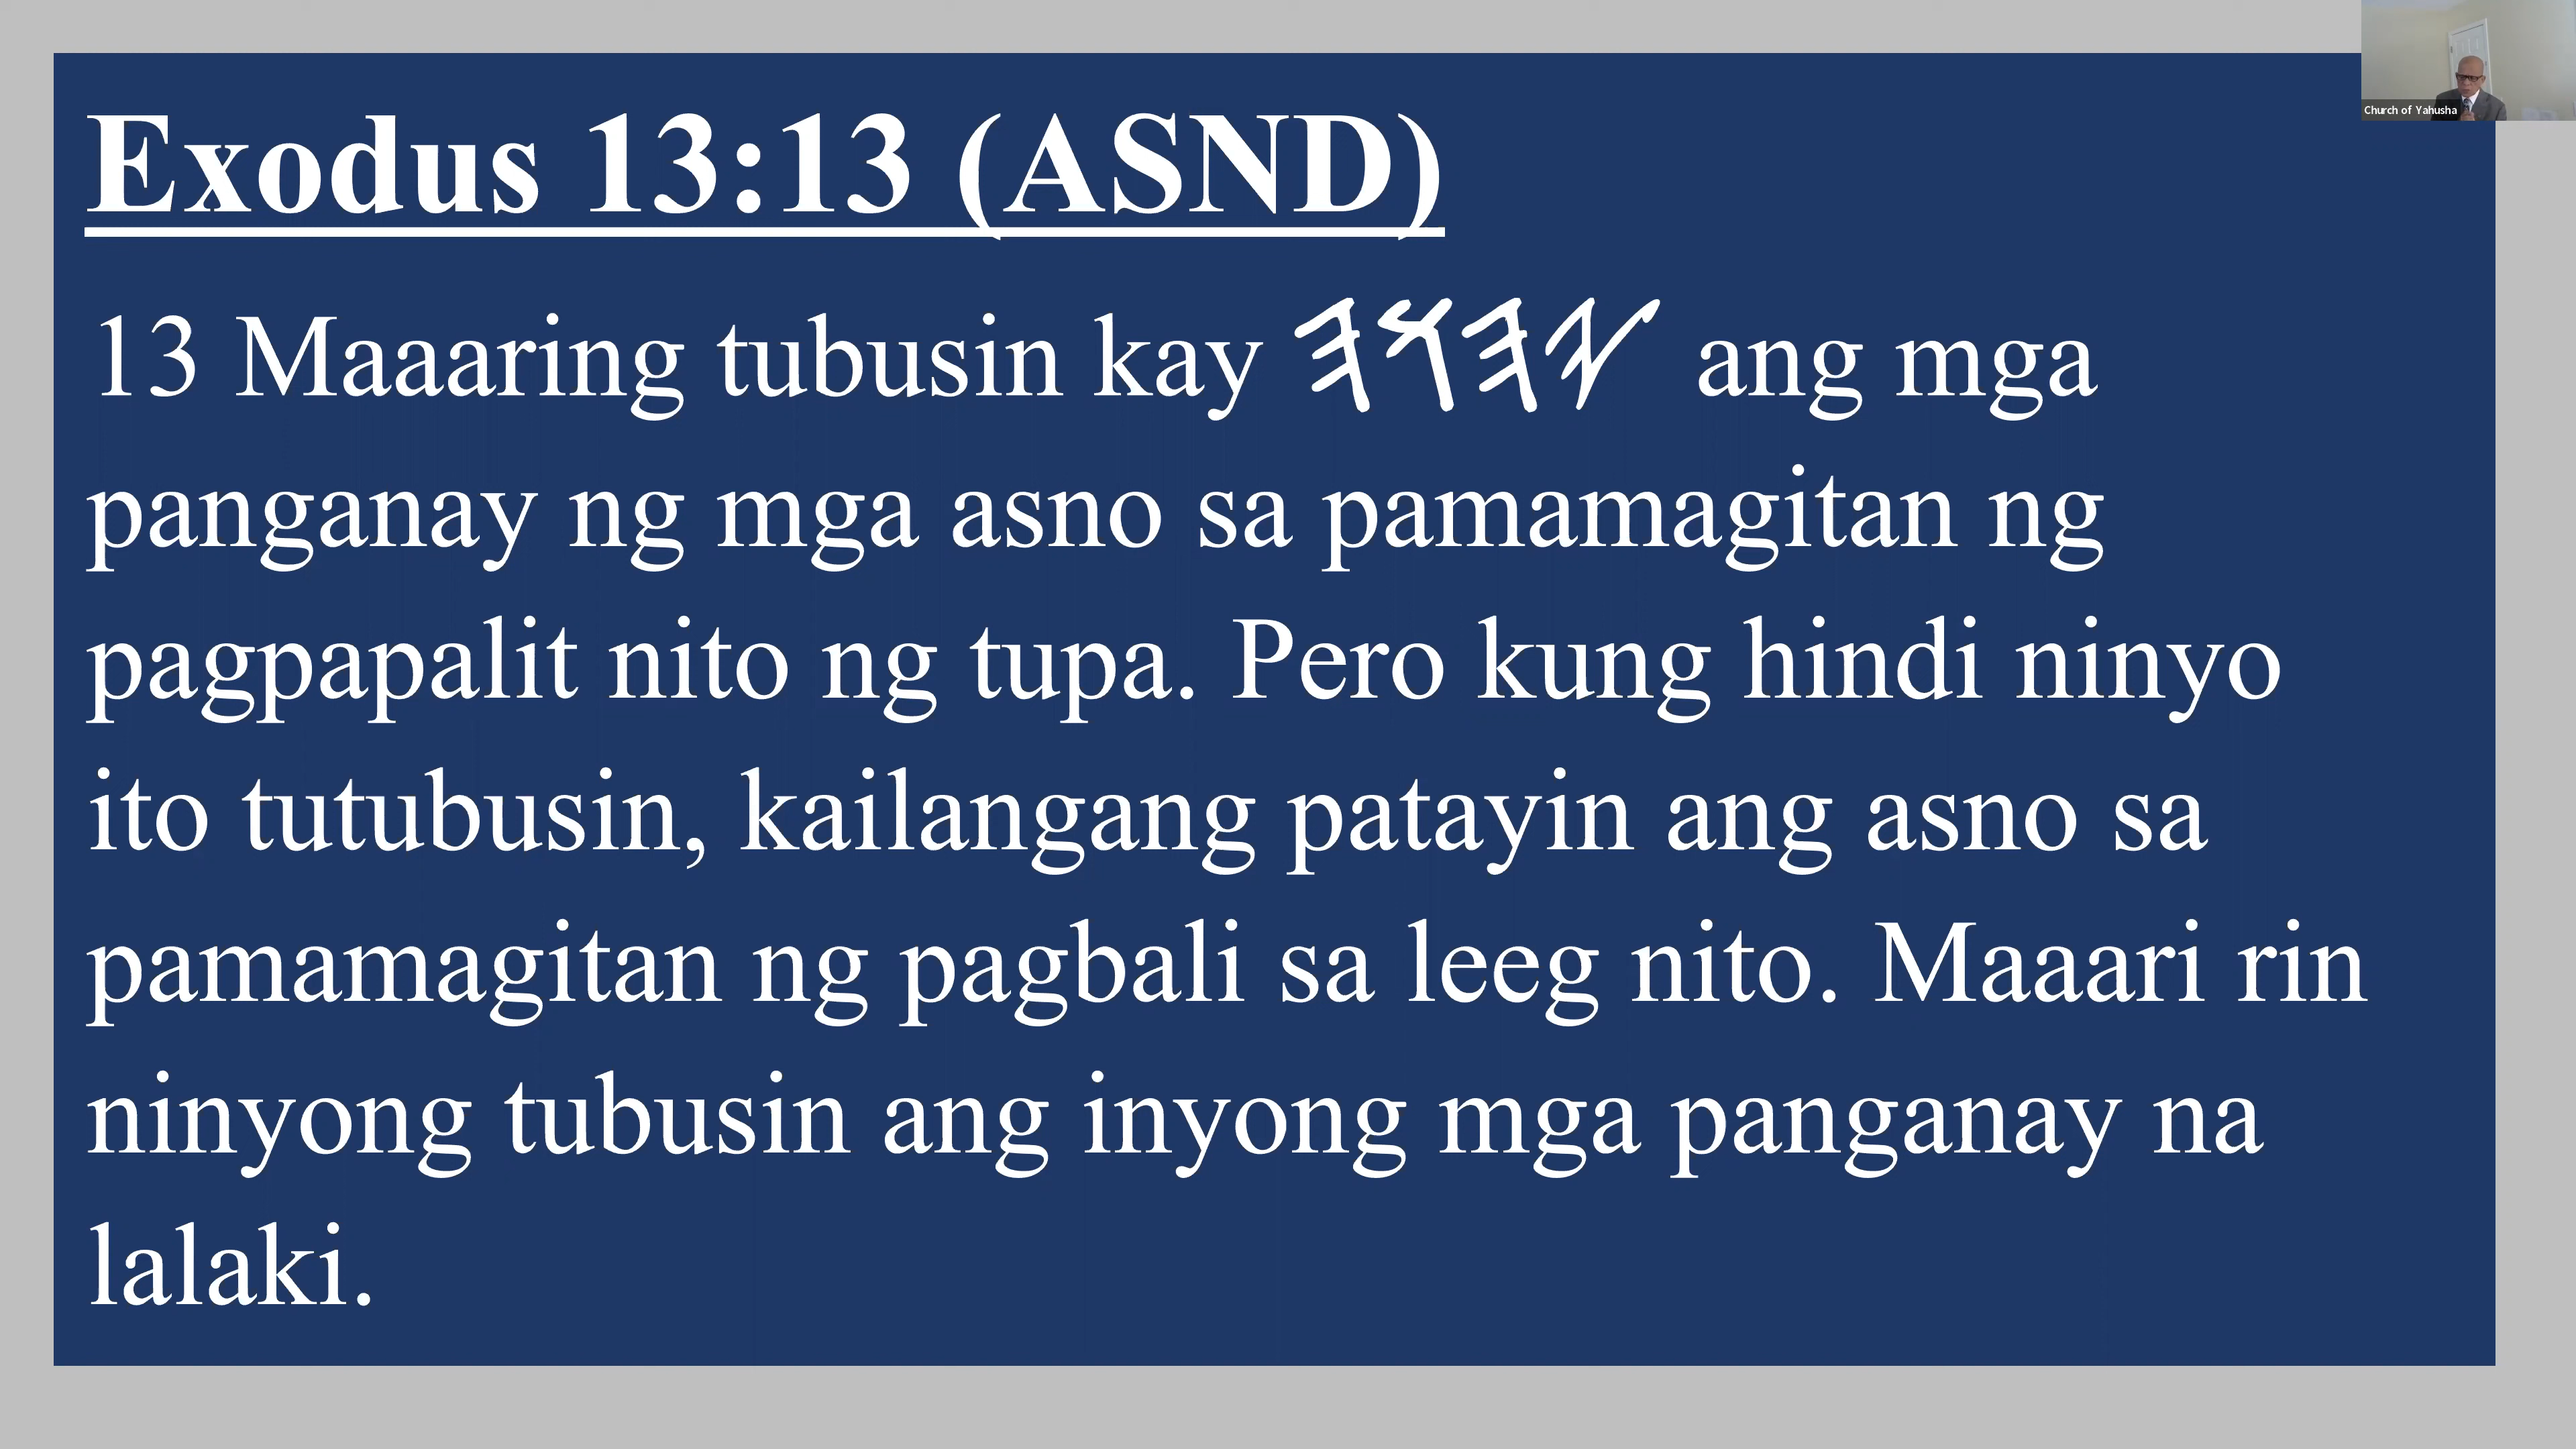 Exodus 13:13 (ASND)
Church of Yahusha
13 Maaaring tubusin kay 𐤉𐤄𐤅𐤄 ang mga
panganay ng mga asno sa pamamagitan ng
pagpapalit nito ng tupa. Pero kung hindi ninyo
ito tutubusin, kailangang patayin ang asno sa
pamamagitan ng pagbali sa leeg nito. Maaari rin
ninyong tubusin ang inyong mga panganay na
lalaki.